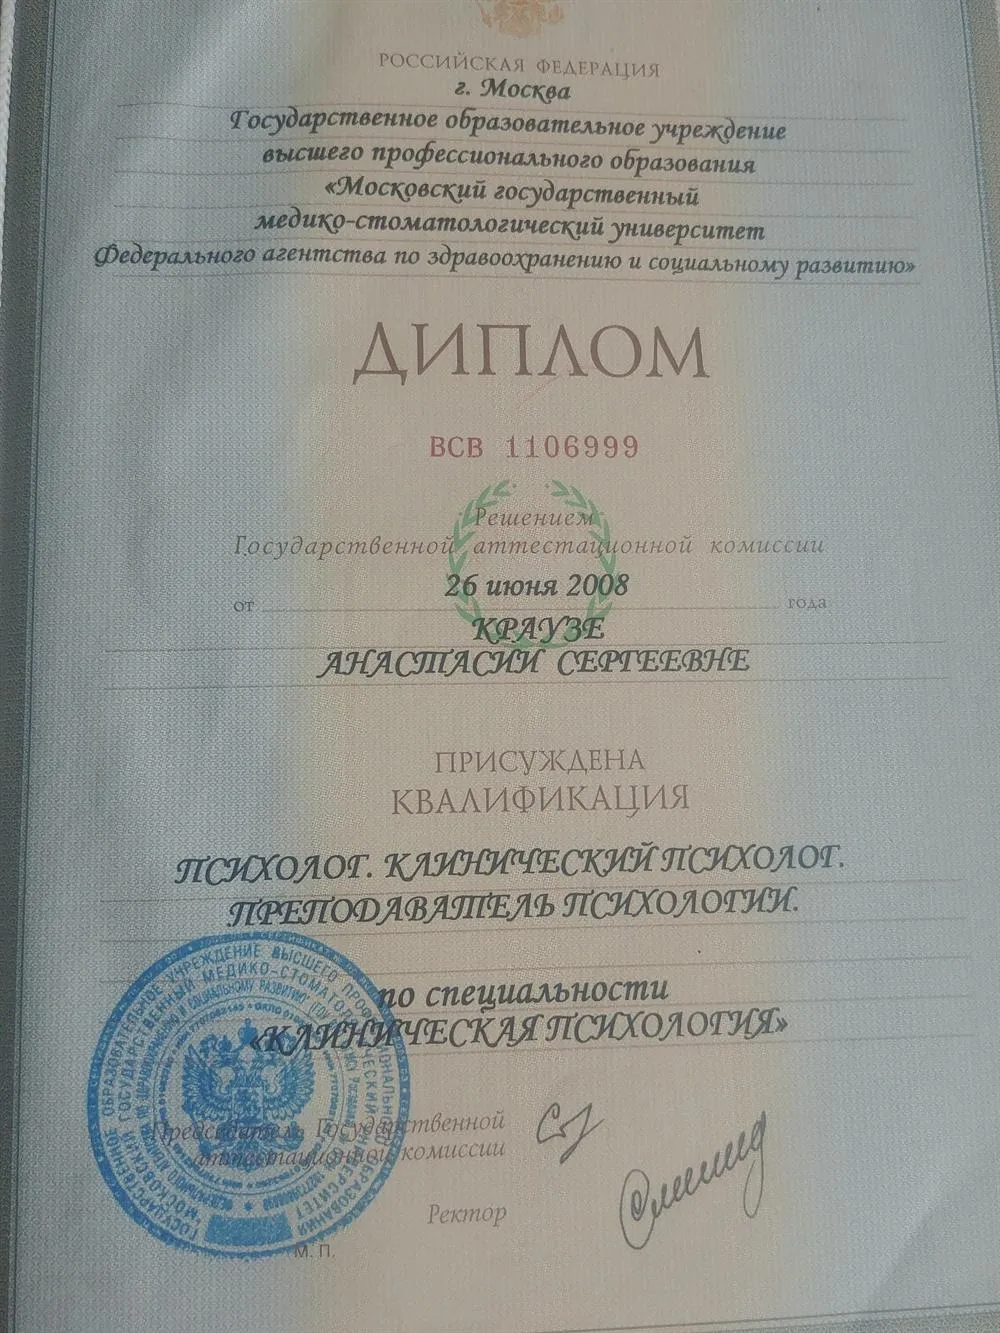 РОССИЙСКАЯ ФЕДЕРАЦИЯ
г. Москва
Государственное образовательное учреждение
высшего профессионального образования
«Московский государственный
медико-стоматологический университет
Федерального агентства по здравоохранению и социальному развитию»
ДИПЛОМ
ВСВ 1106999
Решением
Государственной аттестационной комиссии
от 26 июня 2008 года
КРАУЗЕ
АНАСТАСИИ СЕРГЕЕВНЕ
ПРИСУЖДЕНА
КВАЛИФИКАЦИЯ
ПСИХОЛОГ. КЛИНИЧЕСКИЙ ПСИХОЛОГ.
ПРЕПОДАВАТЕЛЬ ПСИХОЛОГИИ.
по специальности
«КЛИНИЧЕСКАЯ ПСИХОЛОГИЯ»
Председатель Государственной
аттестационной комиссии
Ректор
М. П.